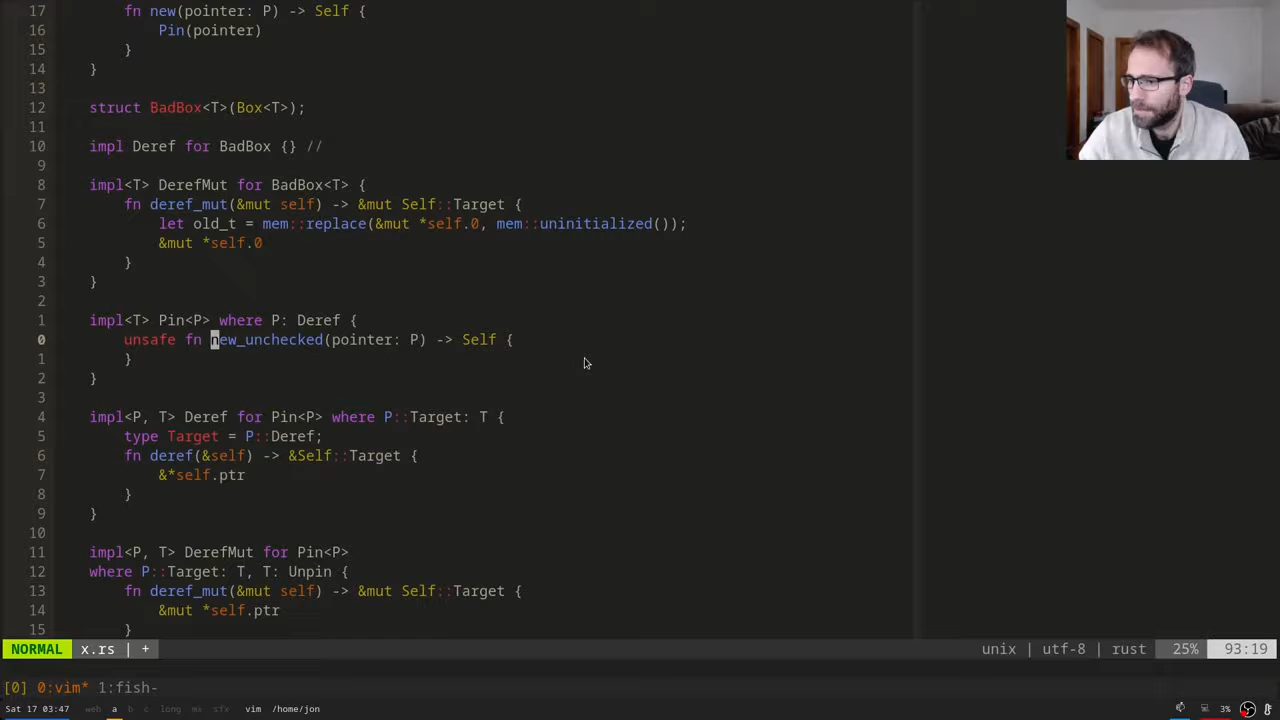 17 fn new(pointer: P) -> Self {
16 Pin(pointer)
15 }
14 }
13
12 struct BadBox<T>(Box<T>);
11
10 impl Deref for BadBox {} //
9
8 impl<T> DerefMut for BadBox<T> {
7 fn deref_mut(&mut self) -> &mut Self::Target {
6 let old_t = mem::replace(&mut *self.0, mem::uninitialized());
5 &mut *self.0
4 }
3 }
2
1 impl<T> Pin<P> where P: Deref {
0 unsafe fn new_unchecked(pointer: P) -> Self {
1 }
2 }
3
4 impl<P, T> Deref for Pin<P> where P::Target: T {
5 type Target = P::Deref;
6 fn deref(&self) -> &Self::Target {
7 &*self.ptr
8 }
9 }
10
11 impl<P, T> DerefMut for Pin<P>
12 where P::Target: T, T: Unpin {
13 fn deref_mut(&mut self) -> &mut Self::Target {
14 &mut *self.ptr
15 }
NORMAL x.rs | + unix | utf-8 | rust 25% 93:19
[0] 0:vim* 1:fish-
Sat 17 03:47 web a b c long ms sfx vim /home/jon 3%